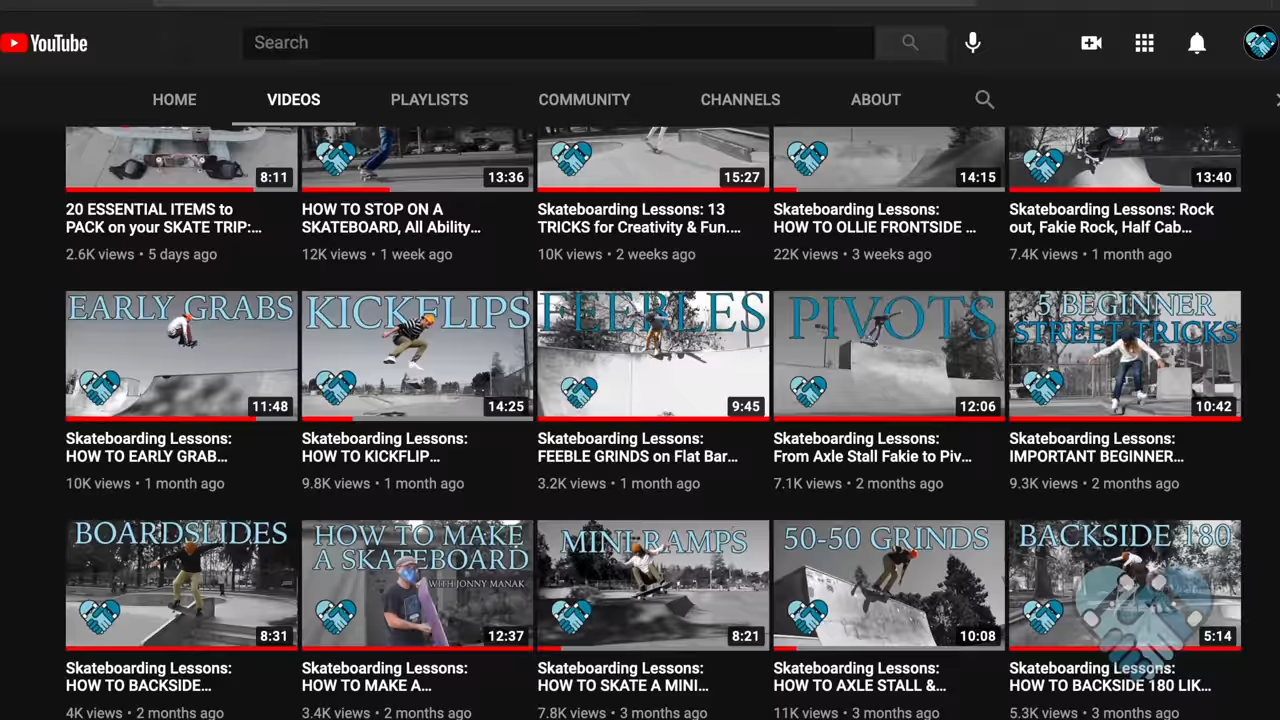 YouTube
Search
HOME
VIDEOS
PLAYLISTS
COMMUNITY
CHANNELS
ABOUT
8:11
13:36
15:27
14:15
13:40
20 ESSENTIAL ITEMS to
PACK on your SKATE TRIP:...
2.6K views • 5 days ago
HOW TO STOP ON A
SKATEBOARD, All Ability...
12K views • 1 week ago
Skateboarding Lessons: 13
TRICKS for Creativity & Fun....
10K views • 2 weeks ago
Skateboarding Lessons:
HOW TO OLLIE FRONTSIDE ...
22K views • 3 weeks ago
Skateboarding Lessons: Rock
out, Fakie Rock, Half Cab...
7.4K views • 1 month ago
EARLY GRABS
11:48
KICKFLIPS
14:25
FEEBLES
9:45
PIVOTS
12:06
5 BEGINNER
STREET TRICKS
10:42
Skateboarding Lessons:
HOW TO EARLY GRAB...
10K views • 1 month ago
Skateboarding Lessons:
HOW TO KICKFLIP...
9.8K views • 1 month ago
Skateboarding Lessons:
FEEBLE GRINDS on Flat Bar...
3.2K views • 1 month ago
Skateboarding Lessons:
From Axle Stall Fakie to Piv...
7.1K views • 2 months ago
Skateboarding Lessons:
IMPORTANT BEGINNER...
9.3K views • 2 months ago
BOARDSLIDES
8:31
HOW TO MAKE
A SKATEBOARD
WITH JONNY MANAK
12:37
MINI RAMPS
8:21
50-50 GRINDS
10:08
BACKSIDE 180
5:14
Skateboarding Lessons:
HOW TO BACKSIDE...
4K views • 2 months ago
Skateboarding Lessons:
HOW TO MAKE A...
3.4K views • 2 months ago
Skateboarding Lessons:
HOW TO SKATE A MINI...
7.8K views • 3 months ago
Skateboarding Lessons:
HOW TO AXLE STALL &...
11K views • 3 months ago
Skateboarding Lessons:
HOW TO BACKSIDE 180 LIK...
5.3K views • 3 months ago